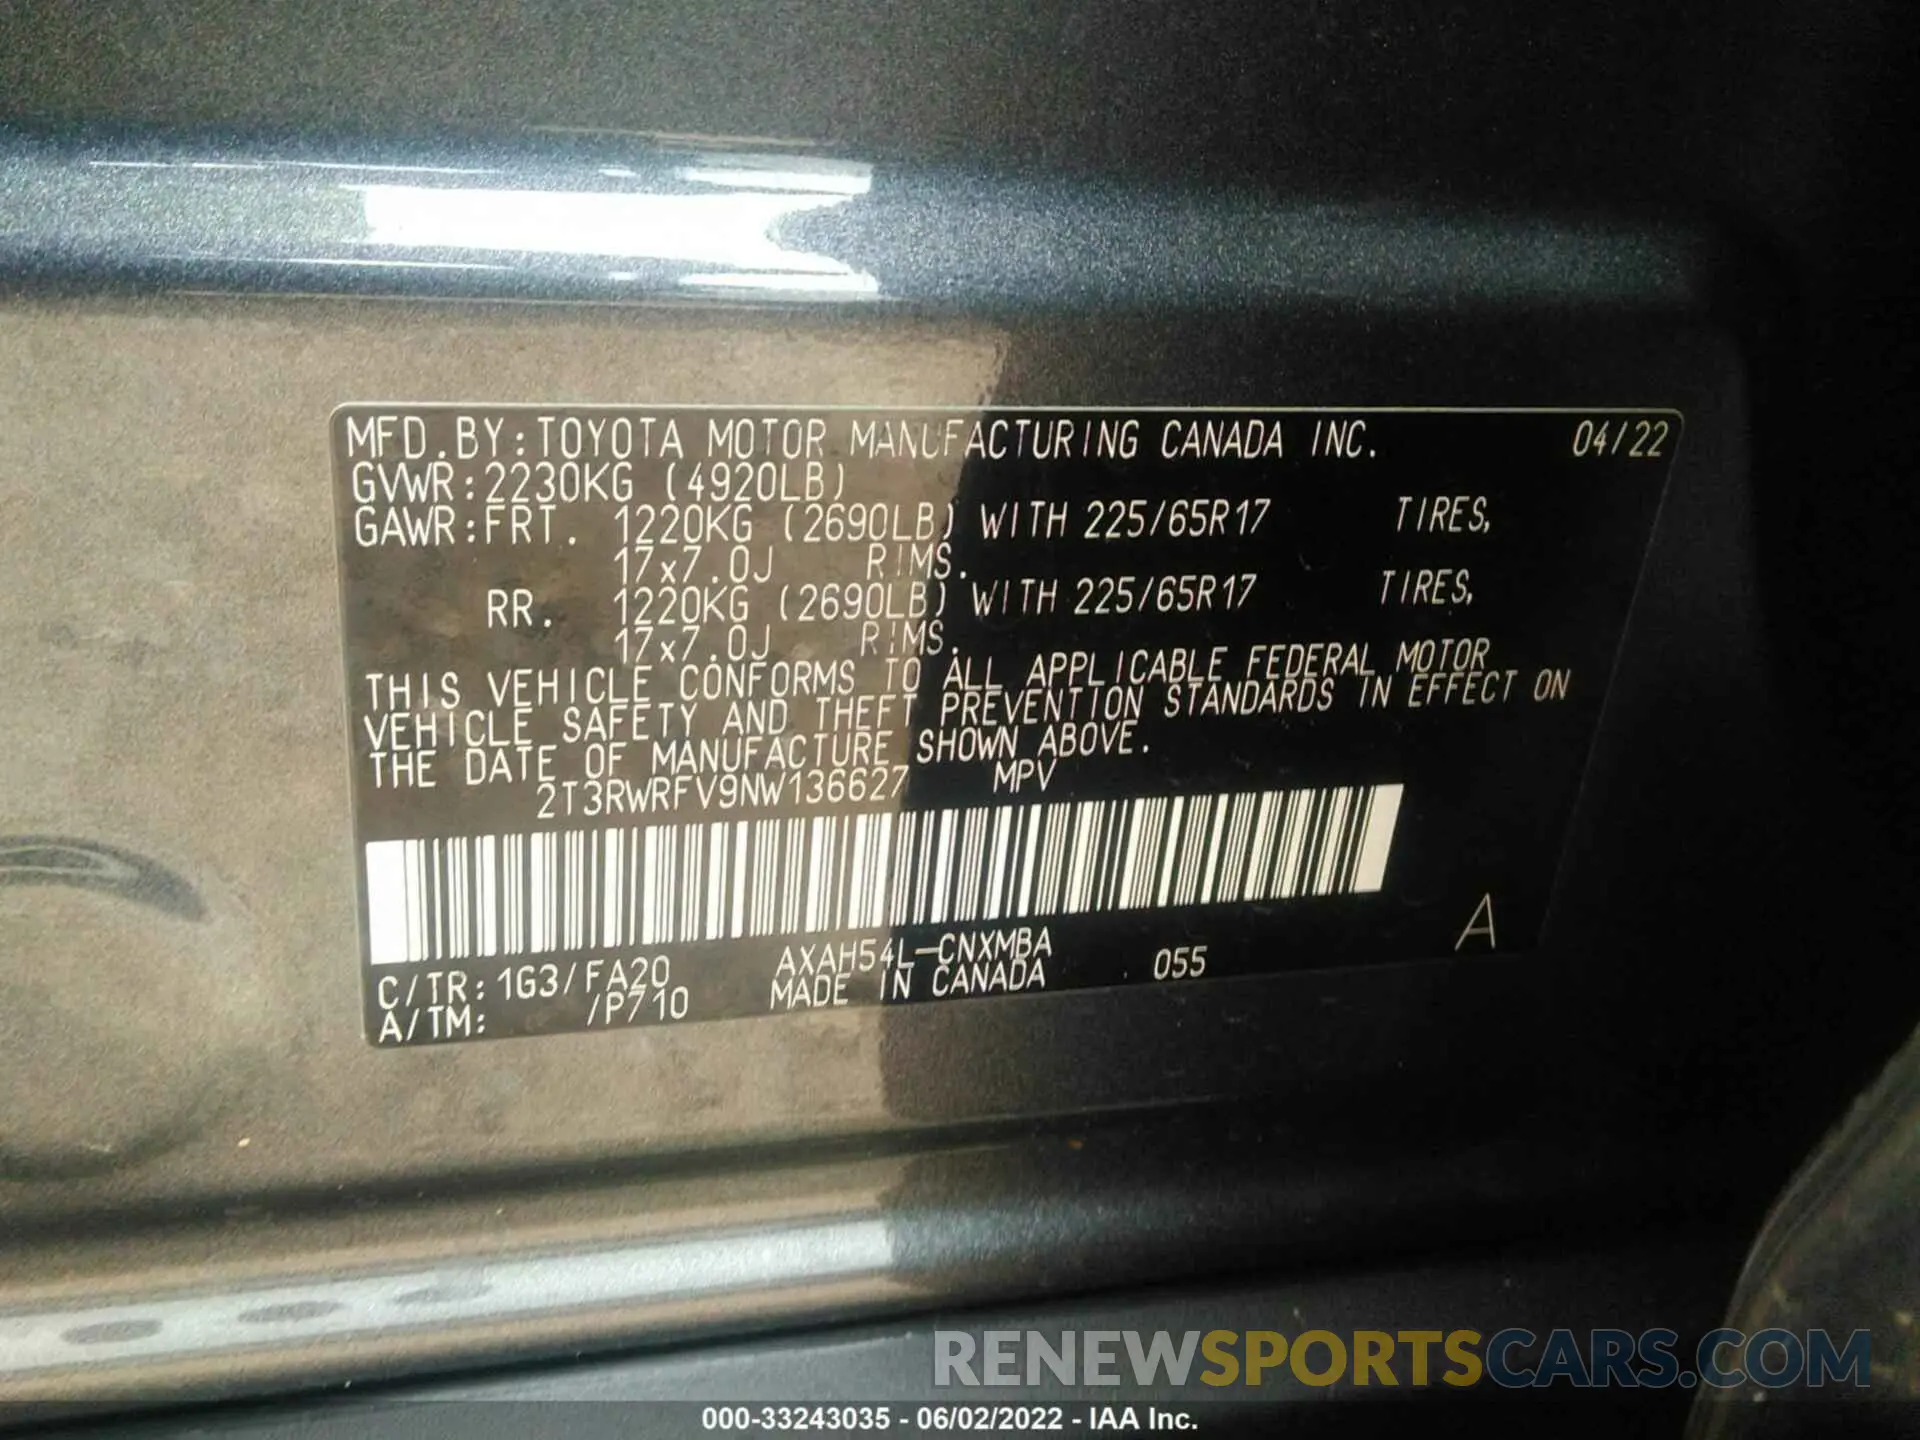 MFD.BY:TOYOTA MOTOR MANUFACTURING CANADA INC. 04/22
GVWR:2230KG (4920LB)
GAWR:FRT. 1220KG (2690LB) WITH 225/65R17 TIRES,
17x7.0J RIMS.
RR. 1220KG (2690LB) WITH 225/65R17 TIRES,
17x7.0J RIMS.
THIS VEHICLE CONFORMS TO ALL APPLICABLE FEDERAL MOTOR
VEHICLE SAFETY AND THEFT PREVENTION STANDARDS IN EFFECT ON
THE DATE OF MANUFACTURE SHOWN ABOVE.
2T3RWRFV9NW136627 MPV
AXAH54L-CNXMBA 055 A
C/TR:1G3/FA20 MADE IN CANADA
A/TM: /P710
RENEWSPORTSCARS.COM
000-33243035 - 06/02/2022 - IAA Inc.